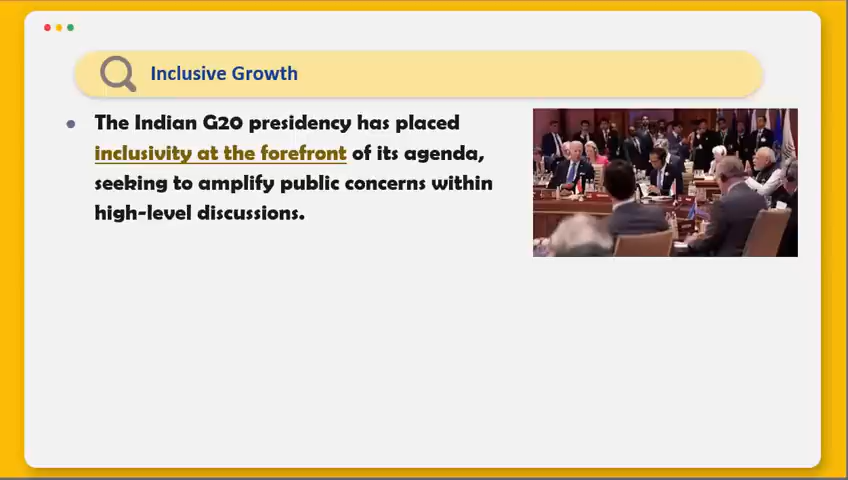 Inclusive Growth
The Indian G20 presidency has placed
inclusivity at the forefront of its agenda,
seeking to amplify public concerns within
high-level discussions.